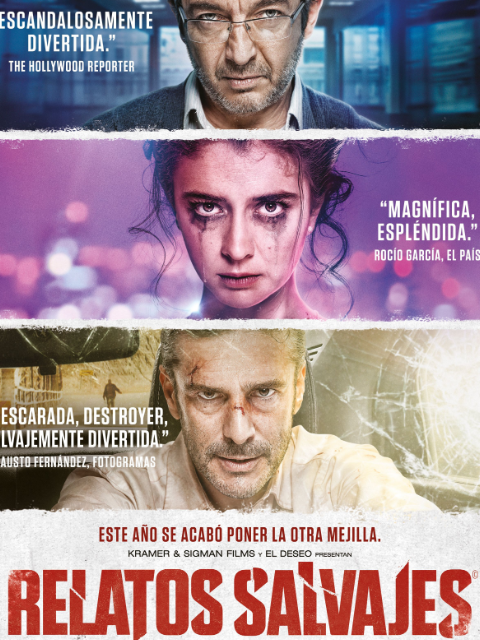 ESCANDALOSAMENTE
DIVERTIDA.”
THE HOLLYWOOD REPORTER
“MAGNÍFICA,
ESPLÉNDIDA.”
ROCÍO GARCÍA, EL PAÍS
ESCARADA, DESTROYER,
LVAJEMENTE DIVERTIDA.”
AUSTO FERNÁNDEZ, FOTOGRAMAS
ESTE AÑO SE ACABÓ PONER LA OTRA MEJILLA.
KRAMER & SIGMAN FILMS Y EL DESEO PRESENTAN
RELATOS SALVAJES